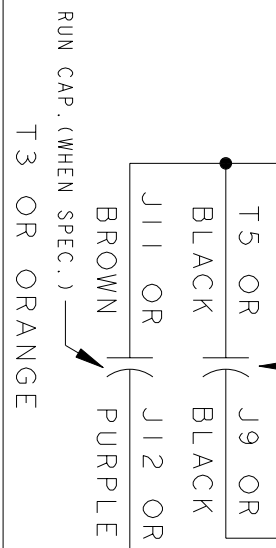 T5 OR
BLACK
J9 OR
BLACK
J11 OR
BROWN
J12 OR
PURPLE
RUN CAP.(WHEN SPEC.)
T3 OR ORANGE